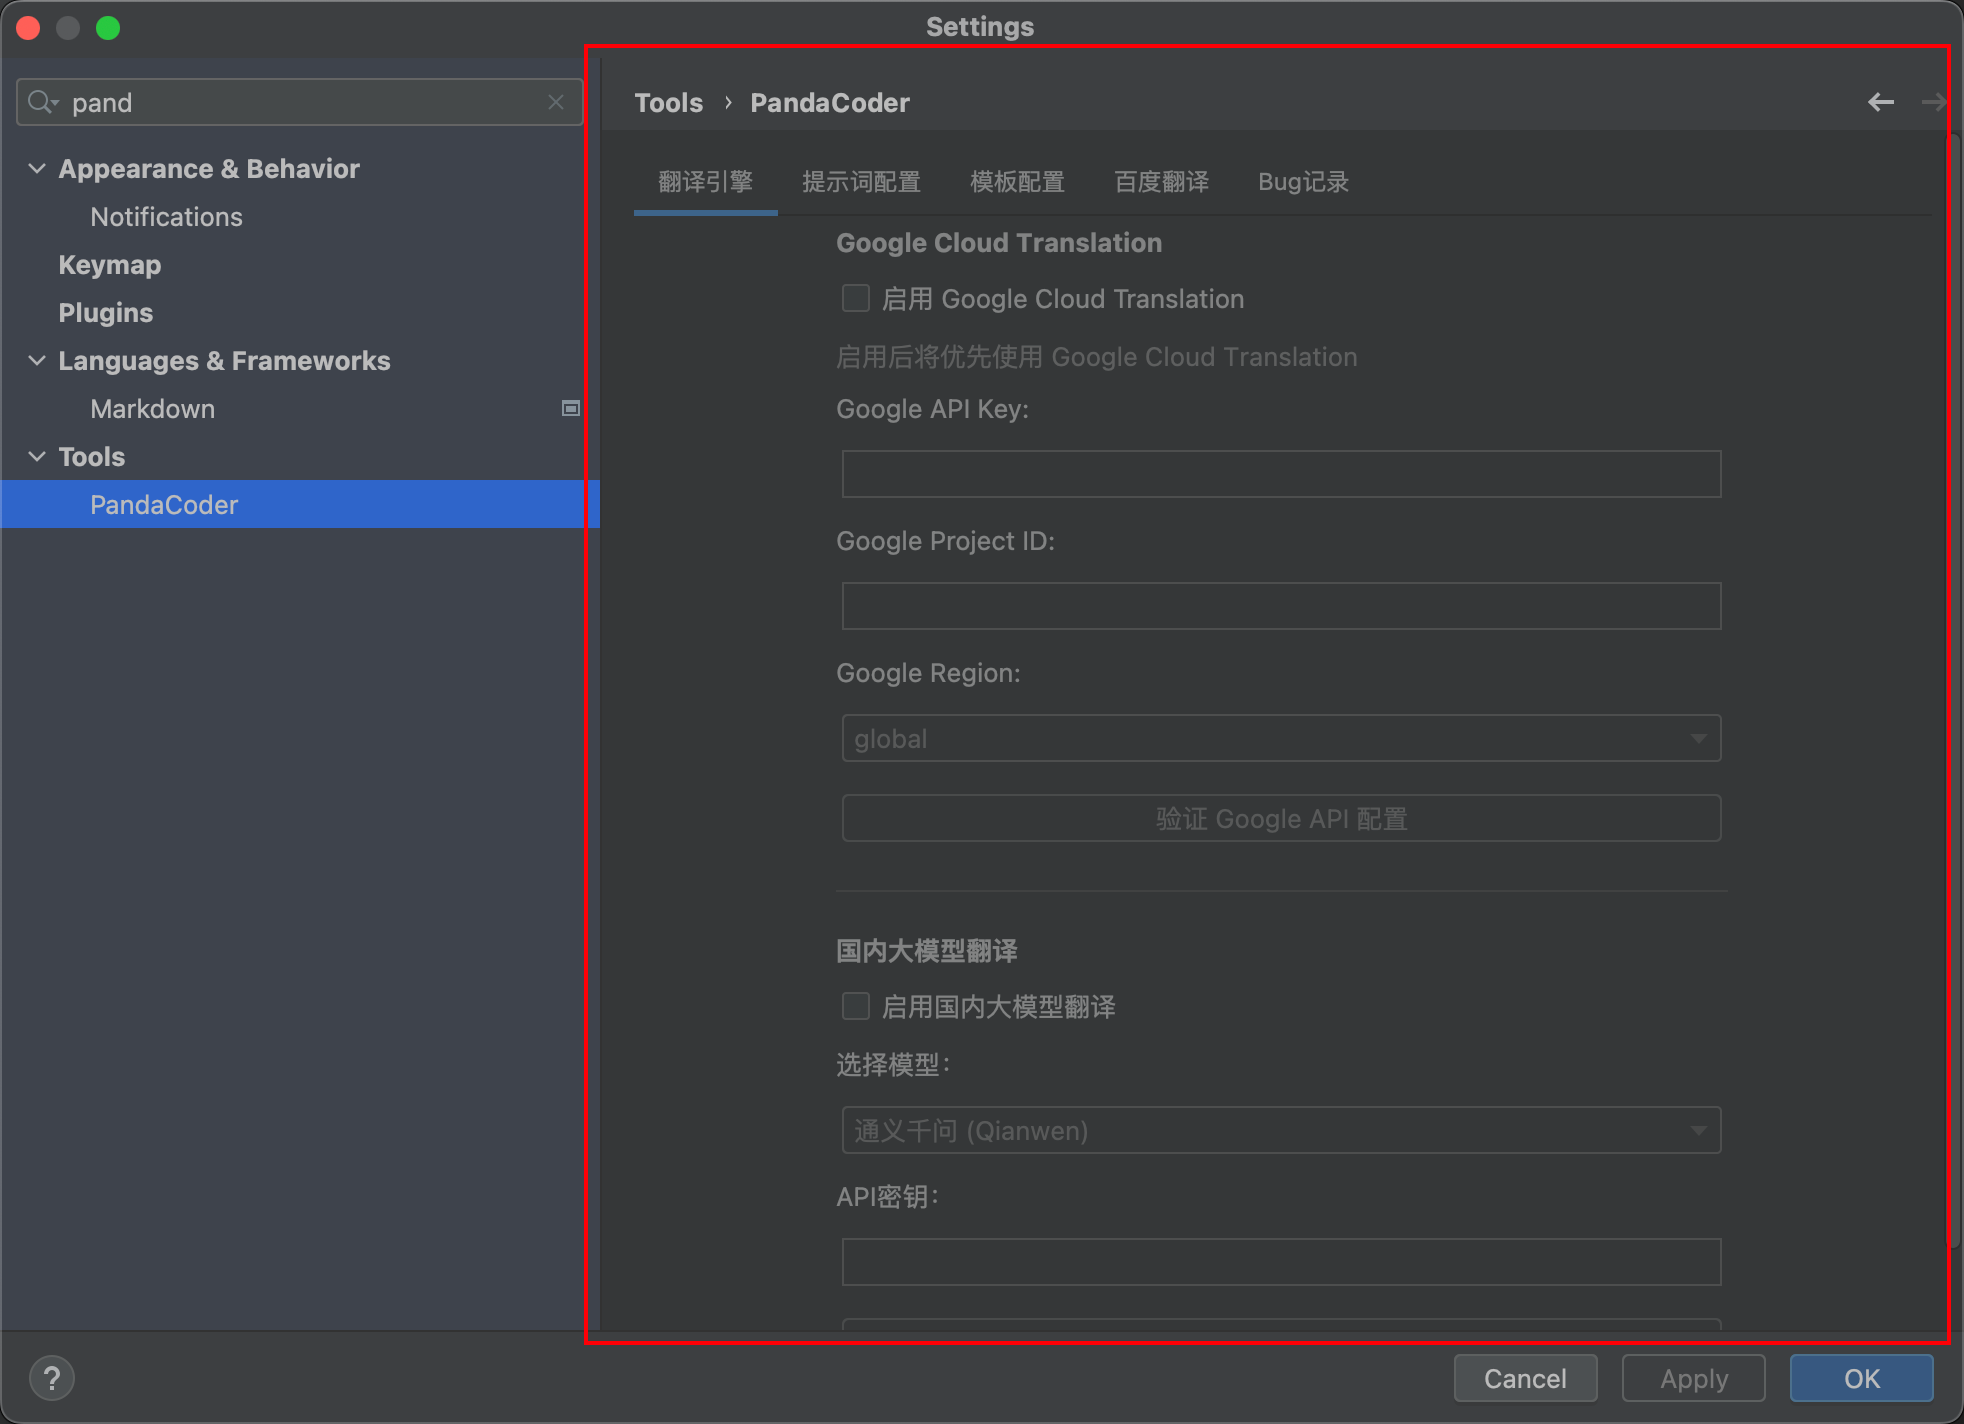 Settings
pand
Appearance & Behavior
Notifications
Keymap
Plugins
Languages & Frameworks
Markdown
Tools
PandaCoder
Tools › PandaCoder
翻译引擎 提示词配置 模板配置 百度翻译 Bug记录
Google Cloud Translation
启用 Google Cloud Translation
启用后将优先使用 Google Cloud Translation
Google API Key:
Google Project ID:
Google Region:
global
验证 Google API 配置
国内大模型翻译
启用国内大模型翻译
选择模型：
通义千问 (Qianwen)
API密钥：
?
Cancel Apply OK